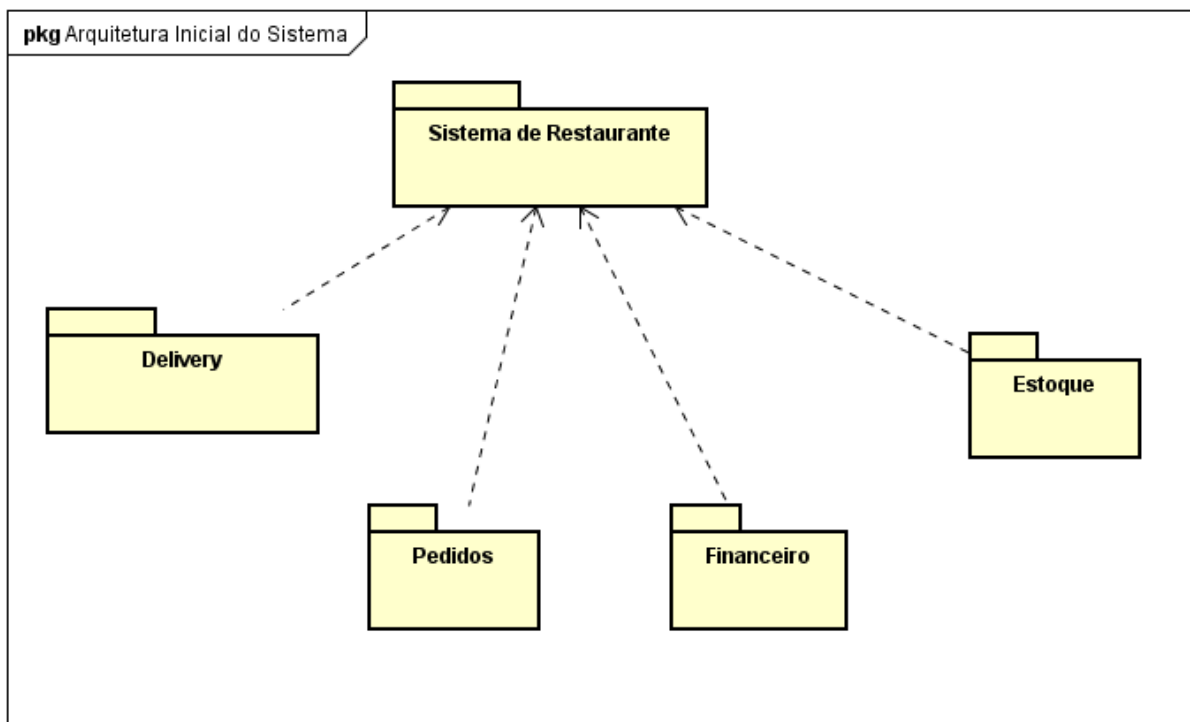 pkg Arquitetura Inicial do Sistema
Sistema de Restaurante
Delivery
Estoque
Pedidos
Financeiro